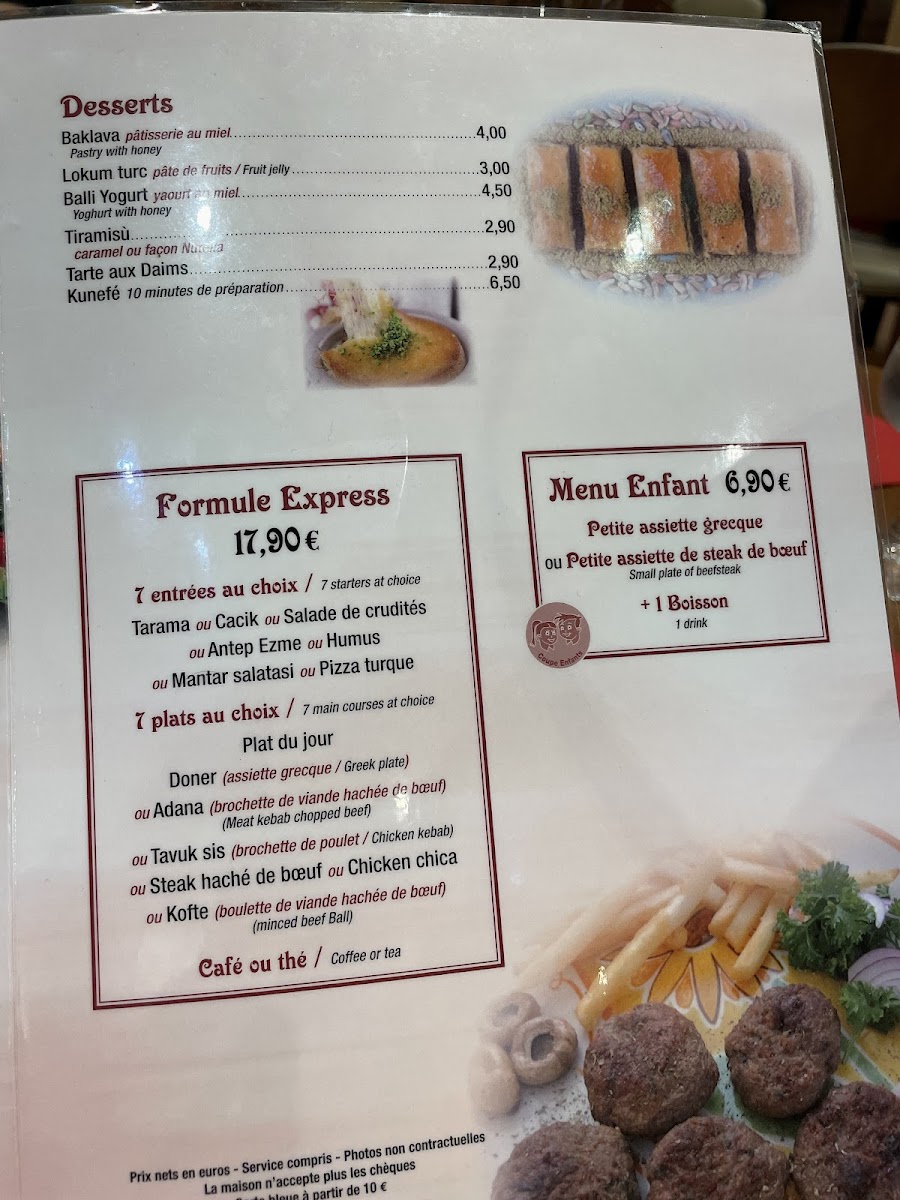 Desserts
Baklava pâtisserie au miel ........ 4,00
Pastry with honey
Lokum turc pâte de fruits / Fruit jelly ........ 3,00
Balli Yogurt yaourt au miel ........ 4,50
Yoghurt with honey
Tiramisù ........ 2,90
caramel ou façon Nutella
Tarte aux Daims ........ 2,90
Kunefé 10 minutes de préparation ........ 6,50
Formule Express
17,90 €
7 entrées au choix / 7 starters at choice
Tarama ou Cacik ou Salade de crudités
ou Antep Ezme ou Humus
ou Mantar salatasi ou Pizza turque
7 plats au choix / 7 main courses at choice
Plat du jour
Doner (assiette grecque / Greek plate)
ou Adana (brochette de viande hachée de bœuf)
(Meat kebab chopped beef)
ou Tavuk sis (brochette de poulet / Chicken kebab)
ou Steak haché de bœuf ou Chicken chica
ou Kofte (boulette de viande hachée de bœuf)
(minced beef Ball)
Café ou thé / Coffee or tea
Menu Enfant 6,90 €
Petite assiette grecque
ou Petite assiette de steak de bœuf
Small plate of beefsteak
+ 1 Boisson
1 drink
Coupe Enfants
Prix nets en euros - Service compris - Photos non contractuelles
La maison n'accepte plus les chèques
bleue à partir de 10 €